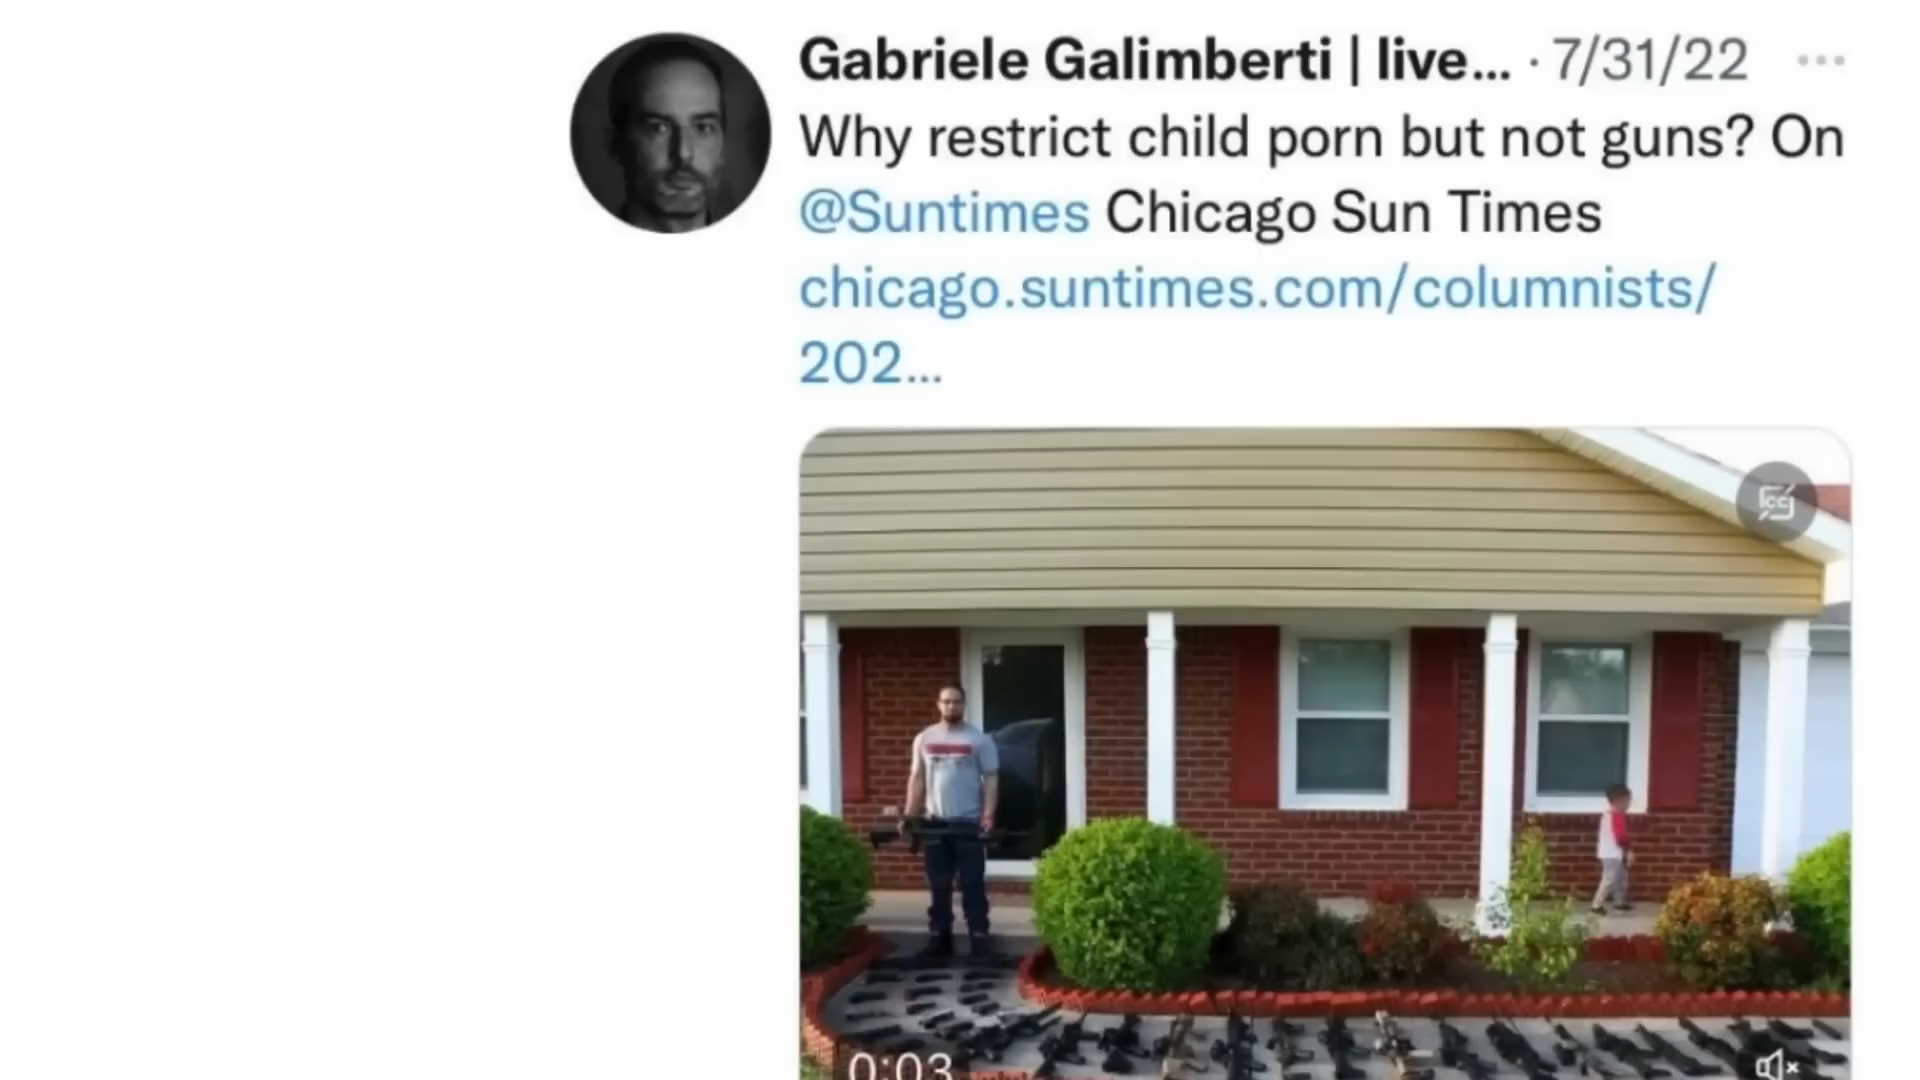 Gabriele Galimberti | live... · 7/31/22 ...
Why restrict child porn but not guns? On
@Suntimes Chicago Sun Times
chicago.suntimes.com/columnists/
202...
CC
0:03